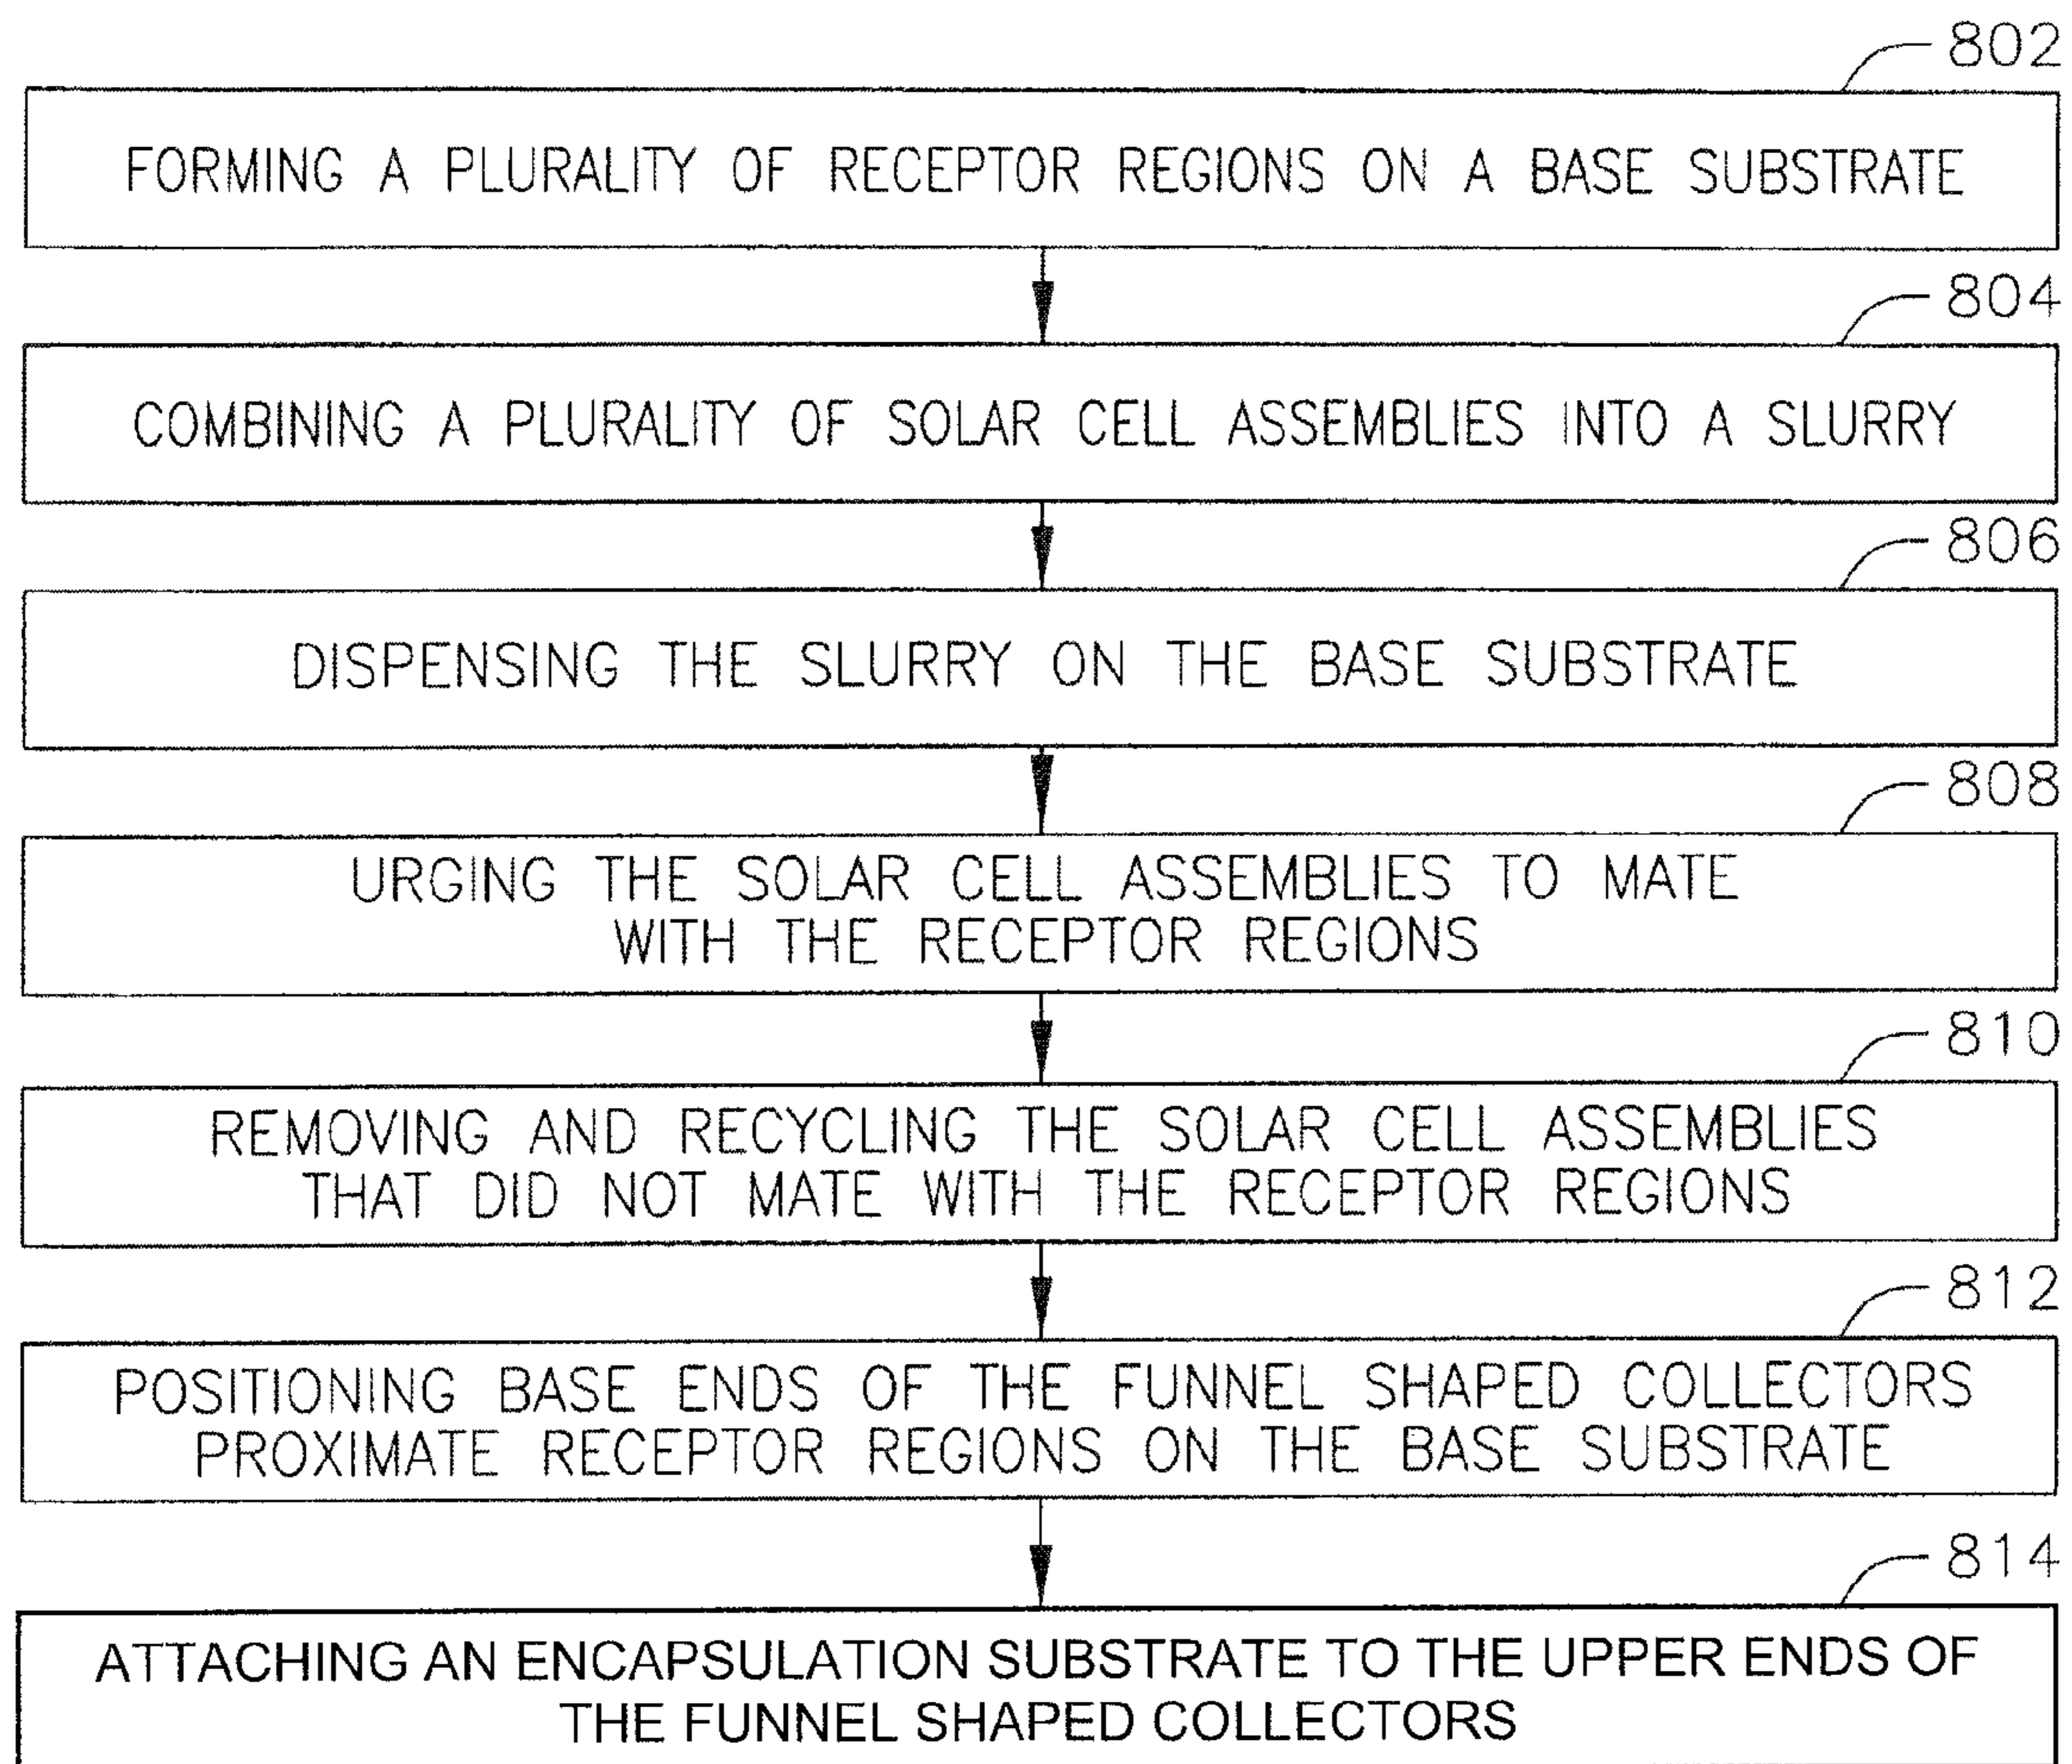 802
FORMING A PLURALITY OF RECEPTOR REGIONS ON A BASE SUBSTRATE
804
COMBINING A PLURALITY OF SOLAR CELL ASSEMBLIES INTO A SLURRY
806
DISPENSING THE SLURRY ON THE BASE SUBSTRATE
808
URGING THE SOLAR CELL ASSEMBLIES TO MATE
WITH THE RECEPTOR REGIONS
810
REMOVING AND RECYCLING THE SOLAR CELL ASSEMBLIES
THAT DID NOT MATE WITH THE RECEPTOR REGIONS
812
POSITIONING BASE ENDS OF THE FUNNEL SHAPED COLLECTORS
PROXIMATE RECEPTOR REGIONS ON THE BASE SUBSTRATE
814
ATTACHING AN ENCAPSULATION SUBSTRATE TO THE UPPER ENDS OF
THE FUNNEL SHAPED COLLECTORS